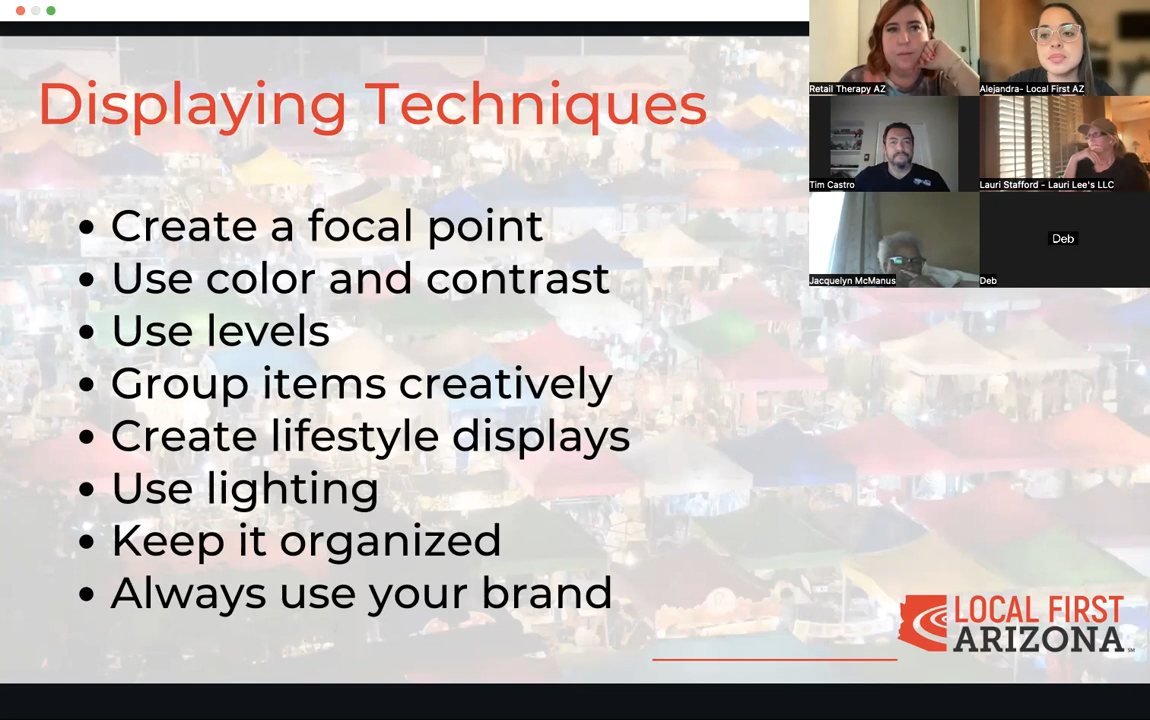 Displaying Techniques
• Create a focal point
• Use color and contrast
• Use levels
• Group items creatively
• Create lifestyle displays
• Use lighting
• Keep it organized
• Always use your brand
Retail Therapy AZ
Alejandra- Local First AZ
Tim Castro
Lauri Stafford - Lauri Lee's LLC
Jacquelyn McManus
Deb
Deb
LOCAL FIRST
ARIZONA